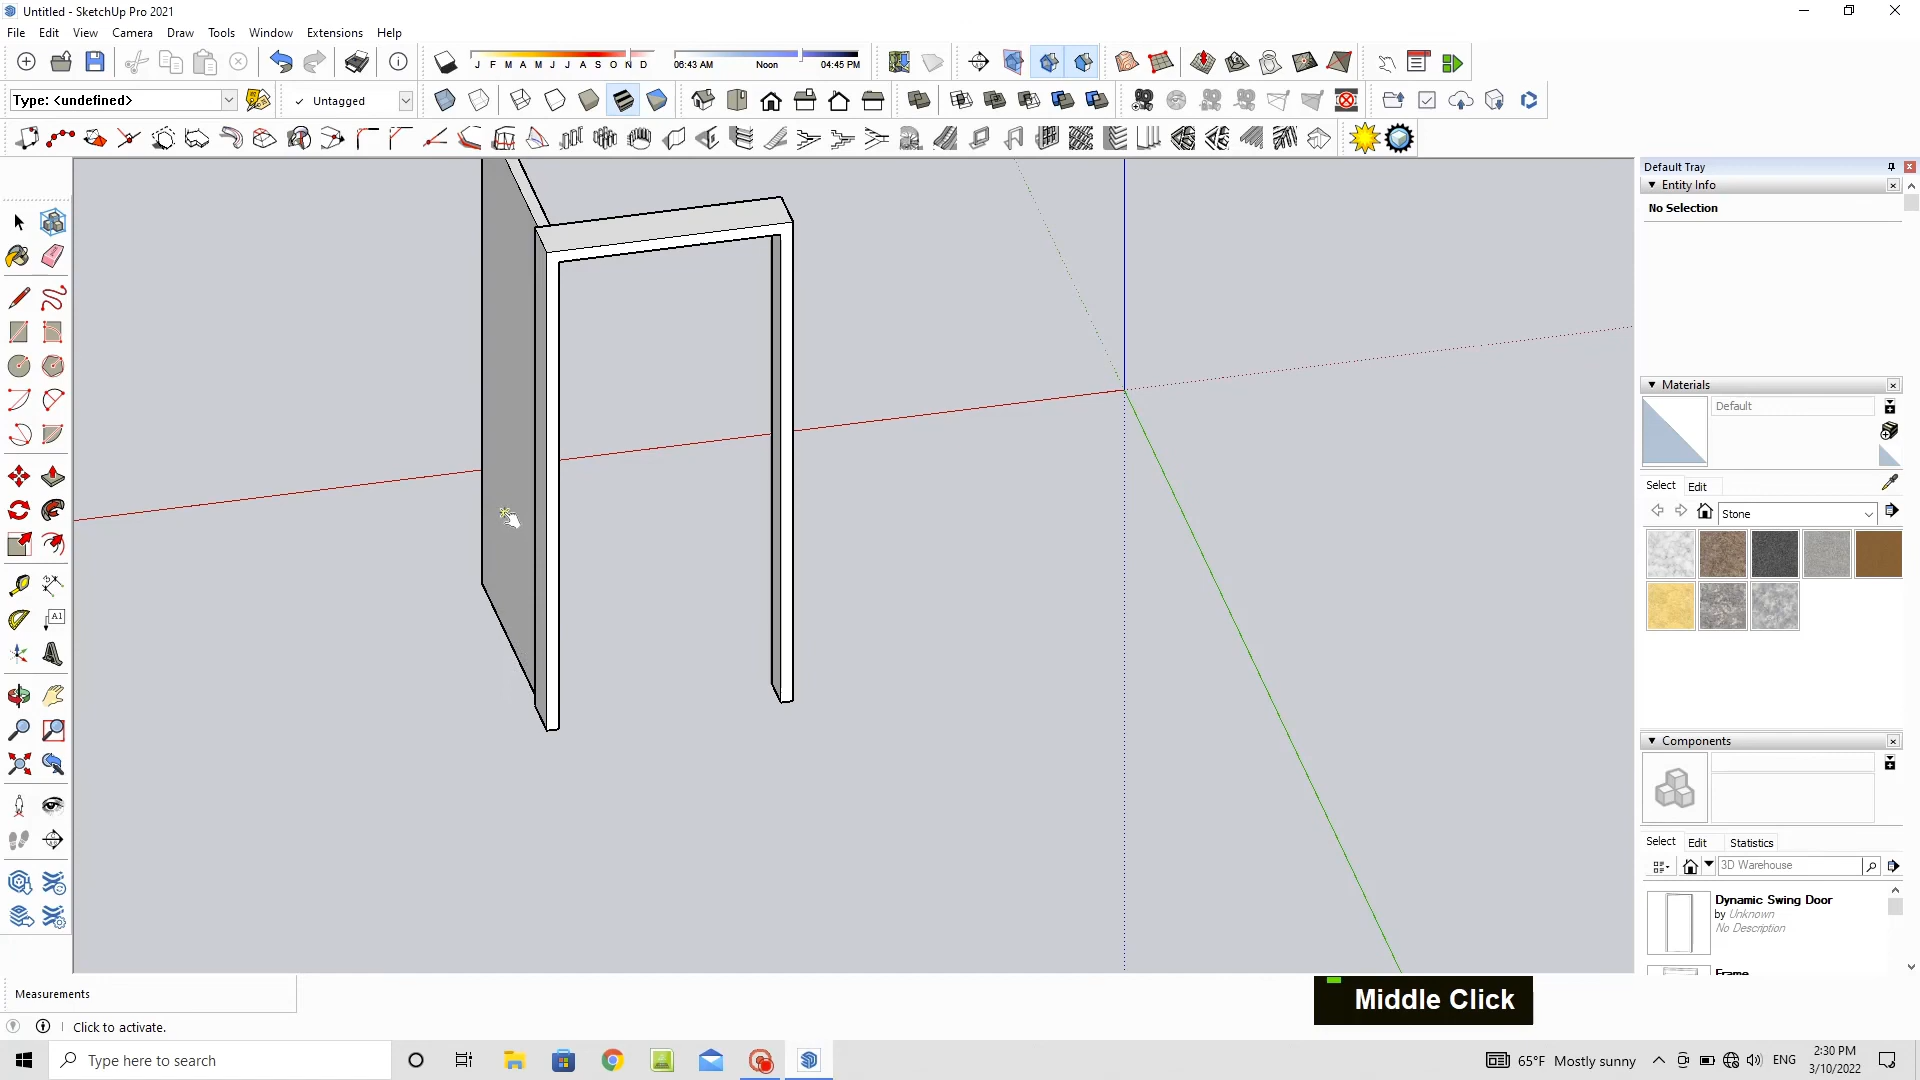 Untitled - SketchUp Pro 2021
File Edit View Camera Draw Tools Window Extensions Help
J F M A M J J A S O N D 06:43 AM Noon 04:45 PM
Type: <undefined> Untagged
Default Tray
Entity Info
No Selection
Materials
Default
Select Edit
Stone
A1
Components
Select Edit Statistics
3D Warehouse
Dynamic Swing Door
by Unknown
No Description
Frame
Measurements
Middle Click
Click to activate.
Type here to search
65°F Mostly sunny ENG 2:30 PM
3/10/2022